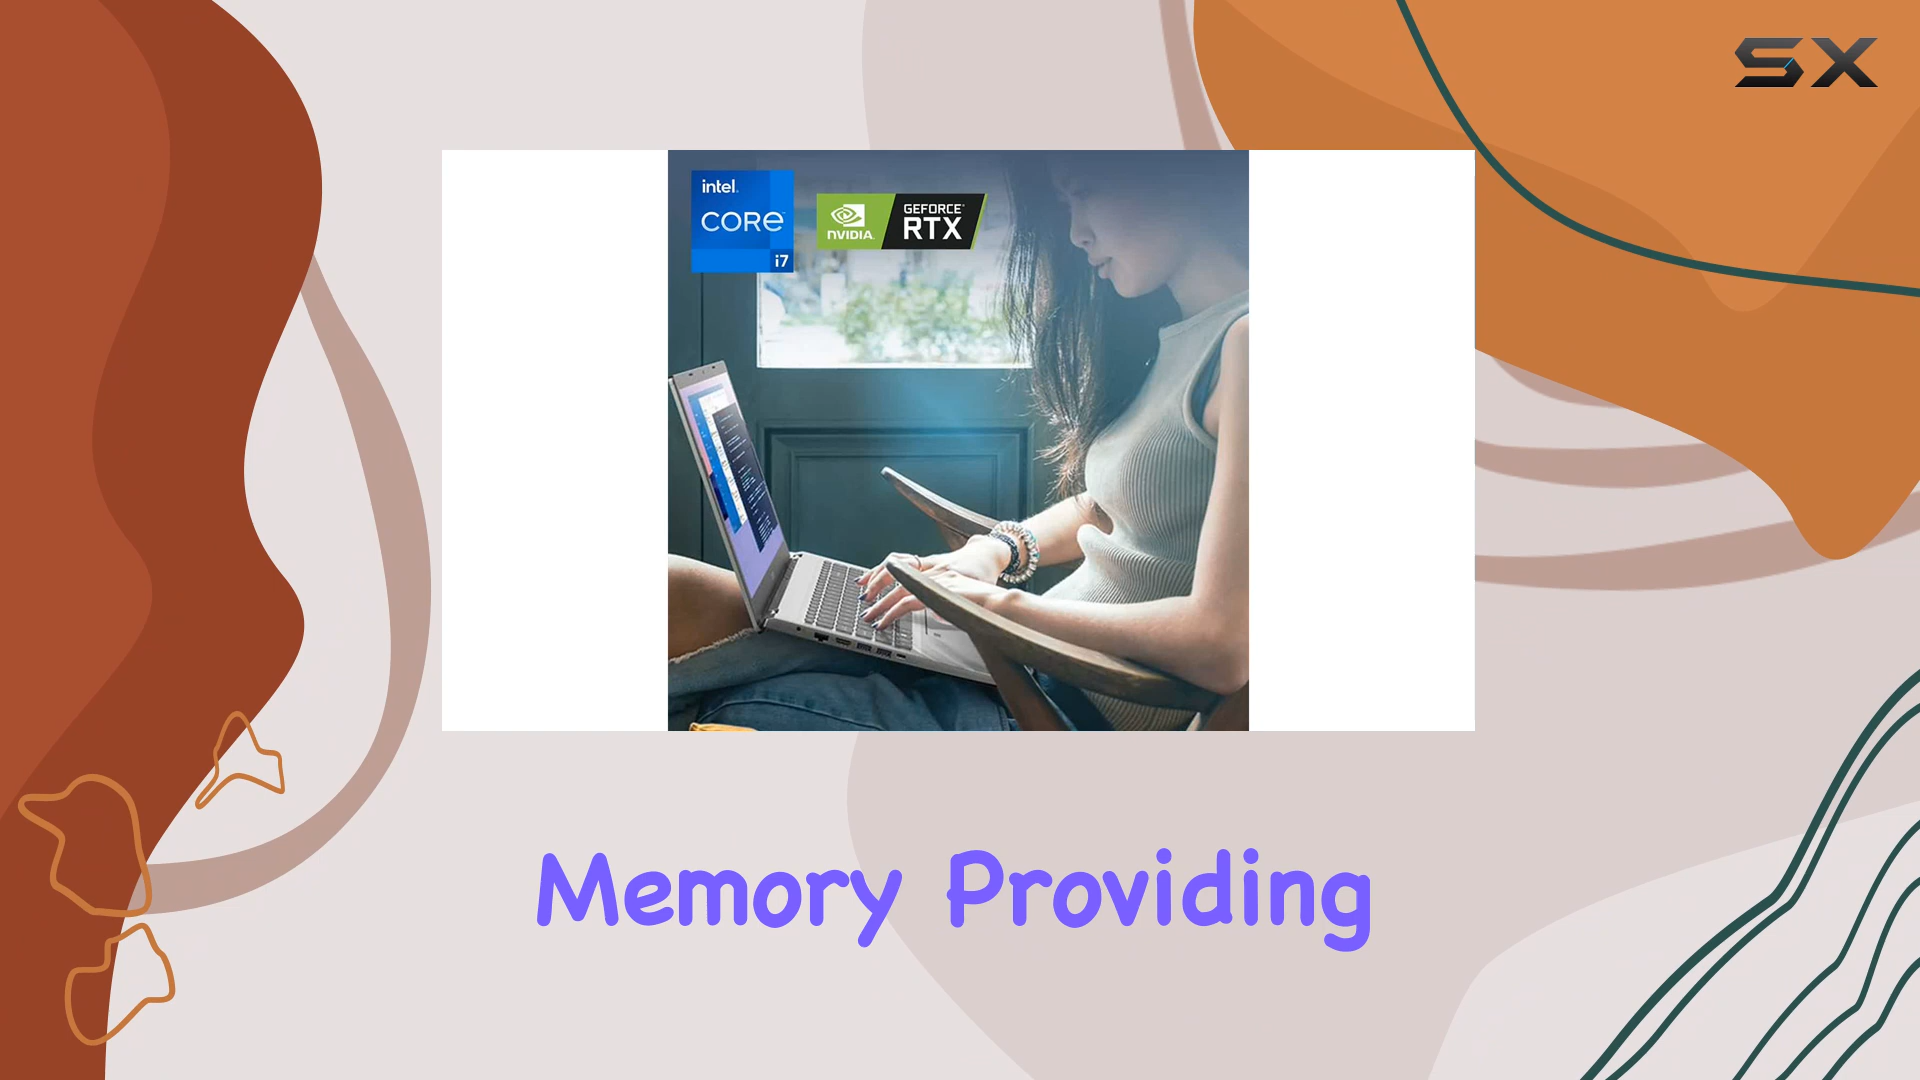 SX
intel.
CORE
i7
NVIDIA.
GEFORCE
RTX
Memory Providing